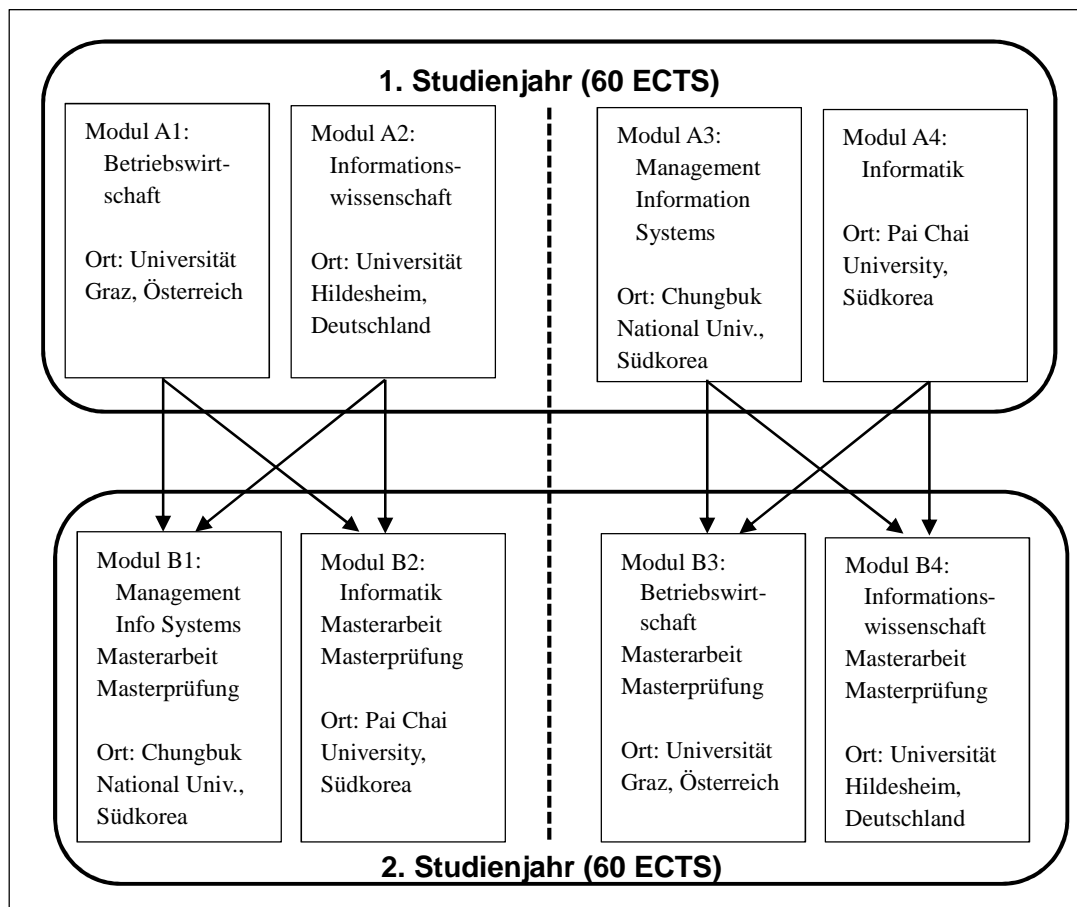 1. Studienjahr (60 ECTS)
Modul A1:
Betriebswirt-
schaft
Ort: Universität
Graz, Österreich
Modul A2:
Informations-
wissenschaft
Ort: Universität
Hildesheim,
Deutschland
Modul A3:
Management
Information
Systems
Ort: Chungbuk
National Univ.,
Südkorea
Modul A4:
Informatik
Ort: Pai Chai
University,
Südkorea
Modul B1:
Management
Info Systems
Masterarbeit
Masterprüfung
Ort: Chungbuk
National Univ.,
Südkorea
Modul B2:
Informatik
Masterarbeit
Masterprüfung
Ort: Pai Chai
University,
Südkorea
Modul B3:
Betriebswirt-
schaft
Masterarbeit
Masterprüfung
Ort: Universität
Graz, Österreich
Modul B4:
Informations-
wissenschaft
Masterarbeit
Masterprüfung
Ort: Universität
Hildesheim,
Deutschland
2. Studienjahr (60 ECTS)